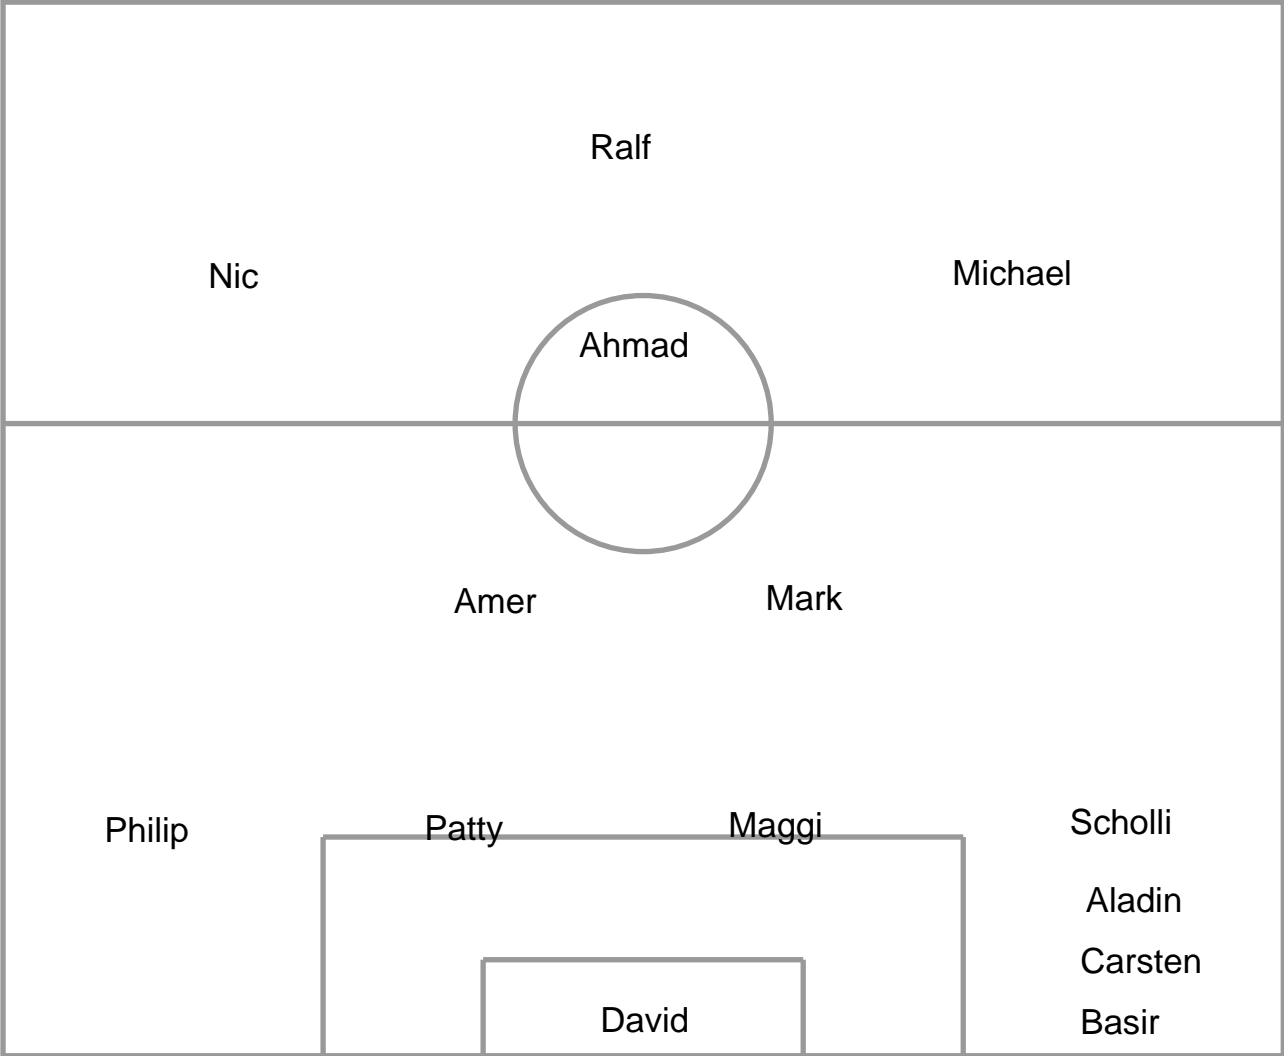 Ralf
Nic Michael
Ahmad
Amer Mark
Philip Patty Maggi Scholli
Aladin
Carsten
David Basir